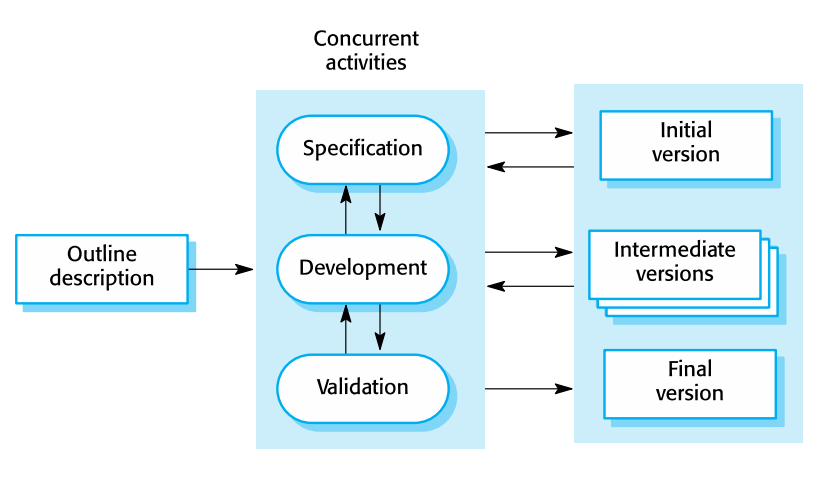 Concurrent
activities
Outline
description
Specification
Development
Validation
Initial
version
Intermediate
versions
Final
version